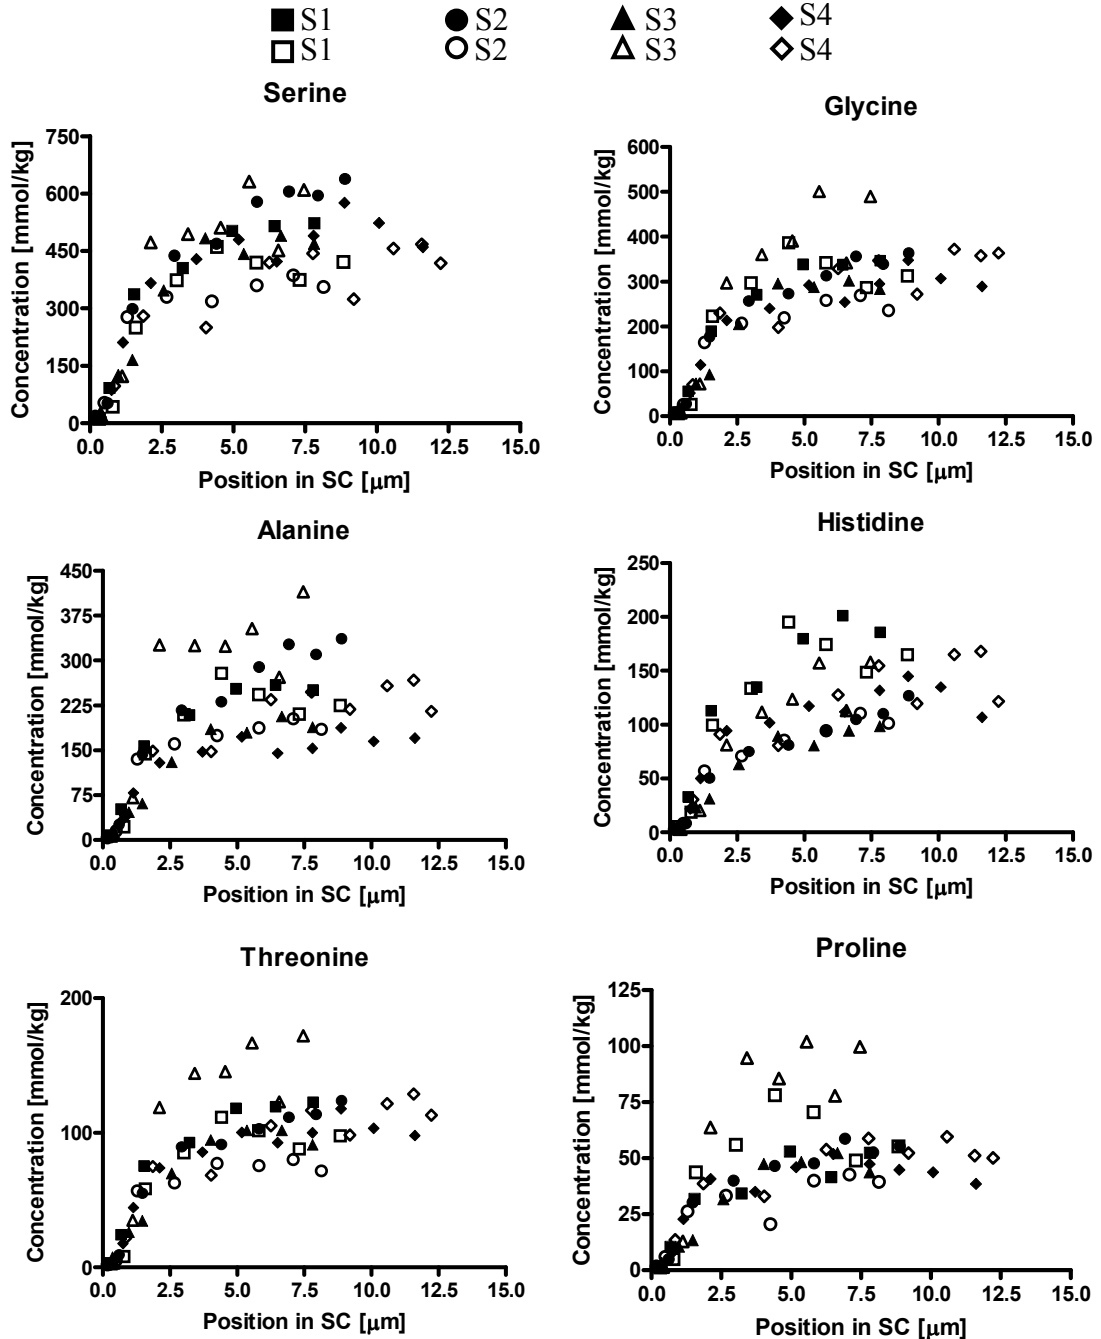 S1 S2 S3 S4
S1 S2 S3 S4
Serine
Concentration [mmol/kg]
750
600
450
300
150
0
0.0 2.5 5.0 7.5 10.0 12.5 15.0
Position in SC [μm]
Glycine
Concentration [mmol/kg]
600
500
400
300
200
100
0
0.0 2.5 5.0 7.5 10.0 12.5 15.0
Position in SC [μm]
Alanine
Concentration [mmol/kg]
450
375
300
225
150
75
0
0.0 2.5 5.0 7.5 10.0 12.5 15.0
Position in SC [μm]
Histidine
Concentration [mmol/kg]
250
200
150
100
50
0
0.0 2.5 5.0 7.5 10.0 12.5 15.0
Position in SC [μm]
Threonine
Concentration [mmol/kg]
200
100
0
0.0 2.5 5.0 7.5 10.0 12.5 15.0
Position in SC [μm]
Proline
Concentration [mmol/kg]
125
100
75
50
25
0
0.0 2.5 5.0 7.5 10.0 12.5 15.0
Position in SC [μm]